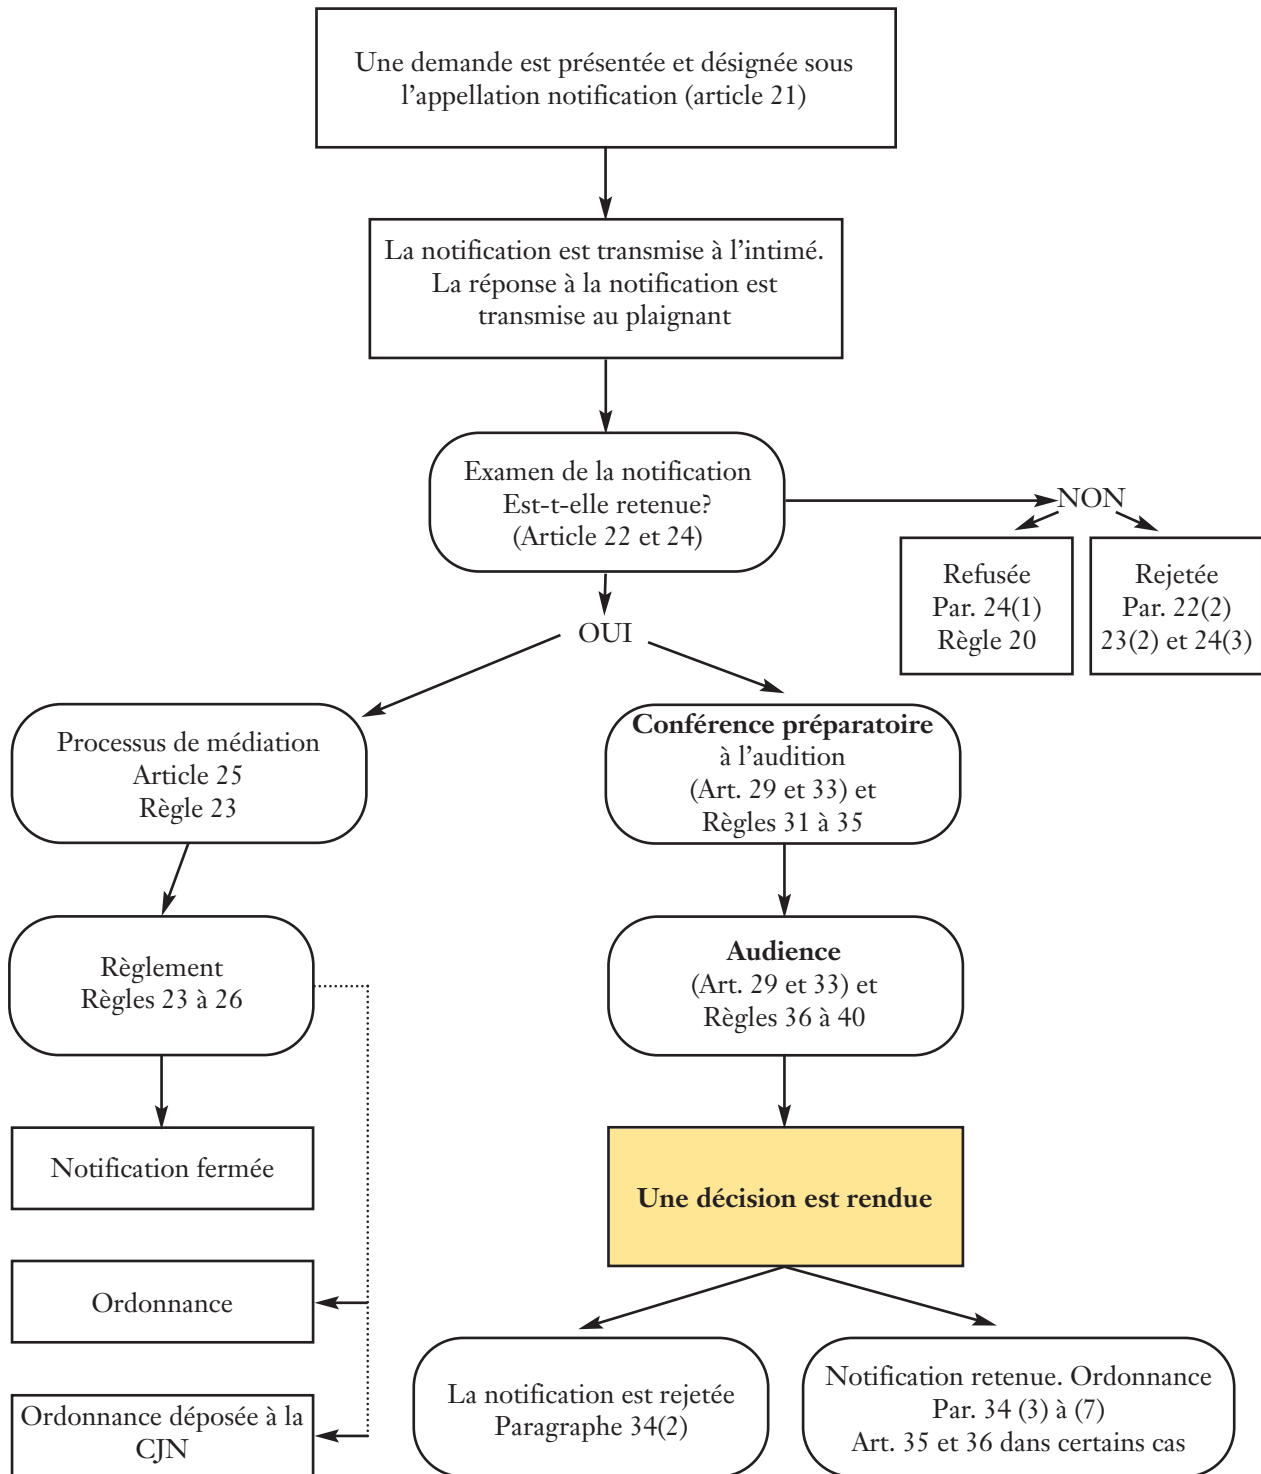 Une demande est présentée et désignée sous
l’appellation notification (article 21)
La notification est transmise à l’intimé.
La réponse à la notification est
transmise au plaignant
Examen de la notification
Est-t-elle retenue?
(Article 22 et 24)
NON
Refusée
Par. 24(1)
Règle 20
Rejetée
Par. 22(2)
23(2) et 24(3)
OUI
Processus de médiation
Article 25
Règle 23
Conférence préparatoire
à l’audition
(Art. 29 et 33) et
Règles 31 à 35
Règlement
Règles 23 à 26
Audience
(Art. 29 et 33) et
Règles 36 à 40
Notification fermée
Une décision est rendue
Ordonnance
Ordonnance déposée à la
CJN
La notification est rejetée
Paragraphe 34(2)
Notification retenue. Ordonnance
Par. 34 (3) à (7)
Art. 35 et 36 dans certains cas